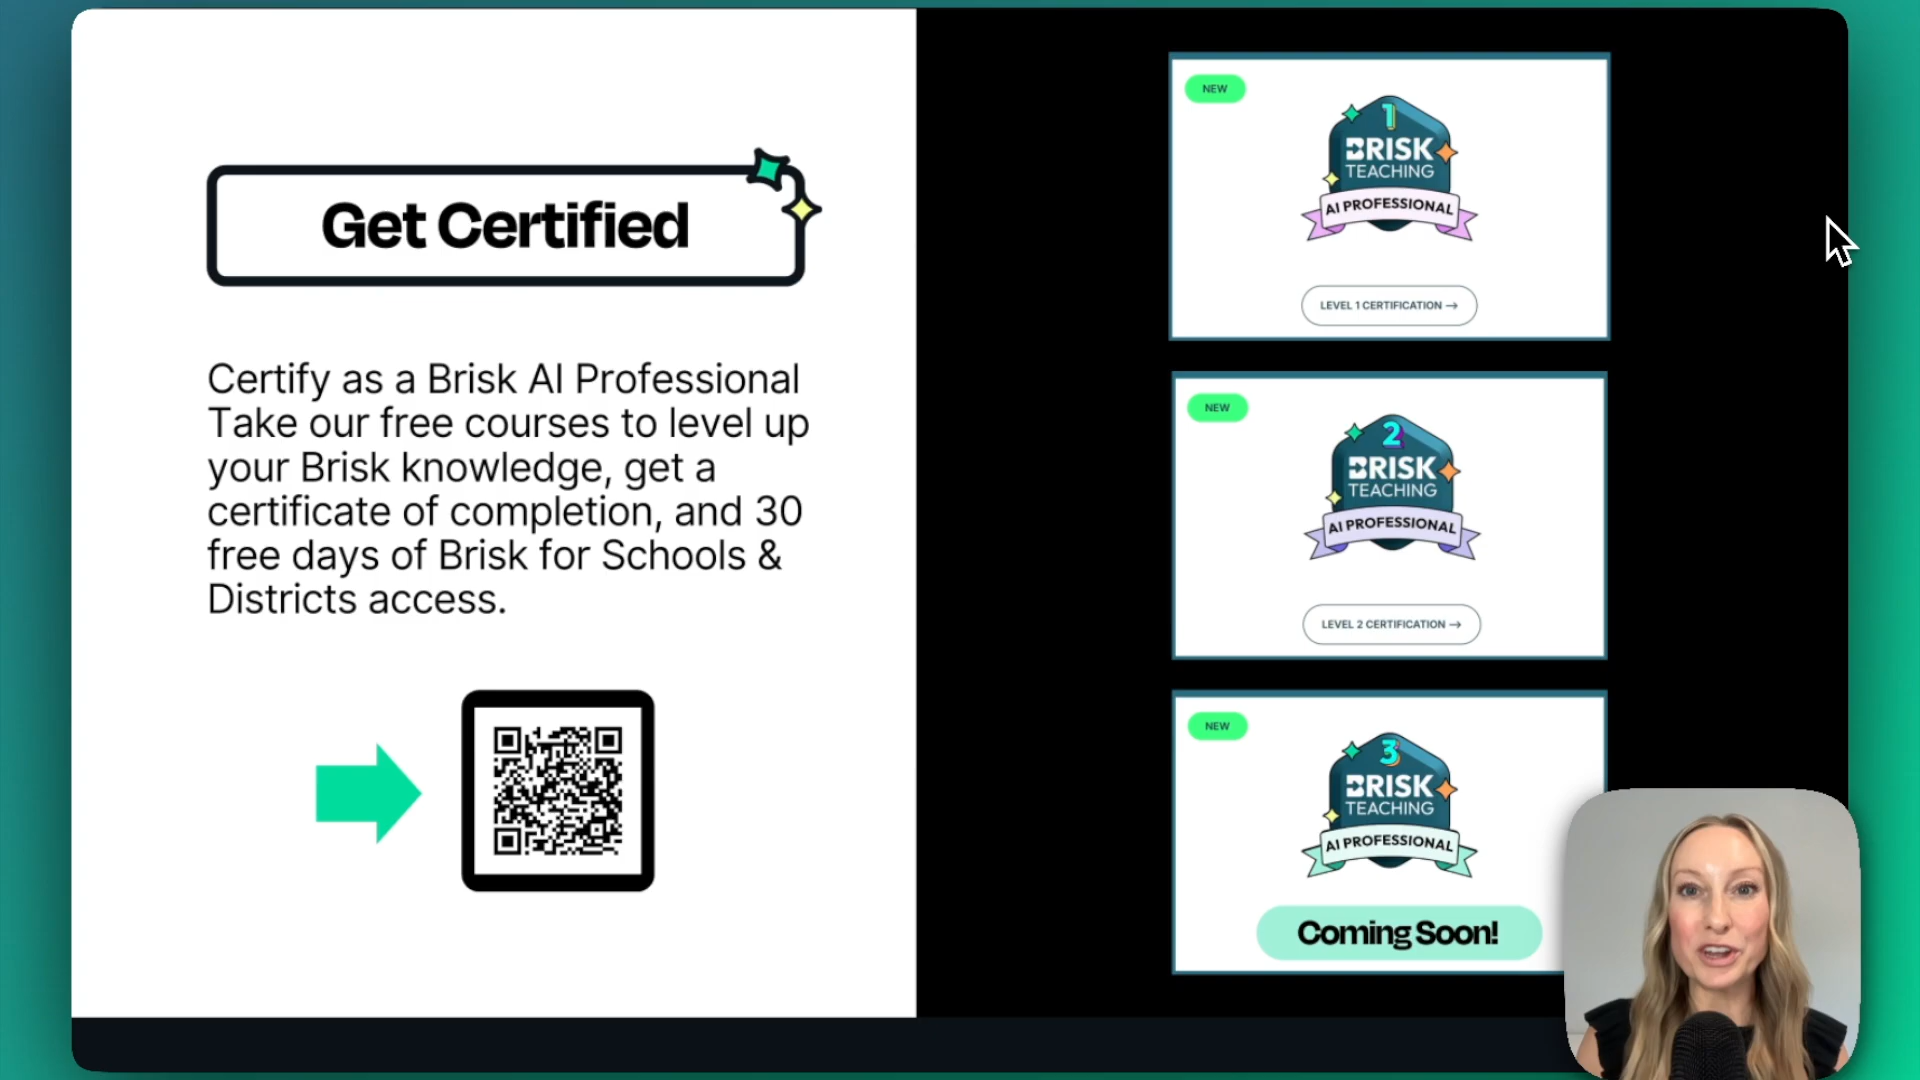 Get Certified
Certify as a Brisk AI Professional
Take our free courses to level up
your Brisk knowledge, get a
certificate of completion, and 30
free days of Brisk for Schools &
Districts access.
NEW
1
BRISK
TEACHING
AI PROFESSIONAL
LEVEL 1 CERTIFICATION →
NEW
2
BRISK
TEACHING
AI PROFESSIONAL
LEVEL 2 CERTIFICATION →
NEW
3
BRISK
TEACHING
AI PROFESSIONAL
Coming Soon!